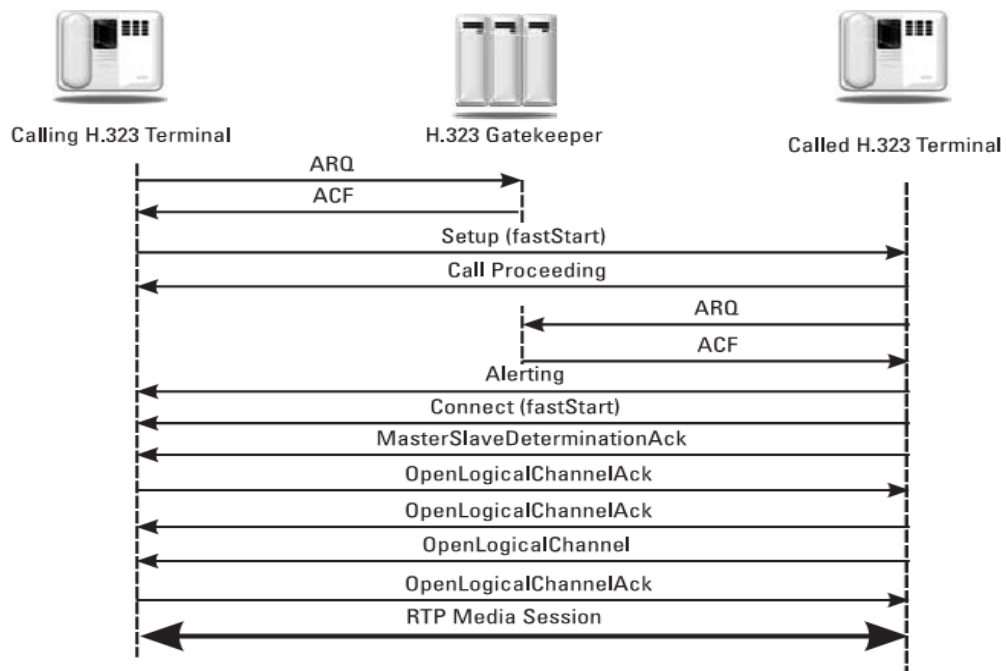 Calling H.323 Terminal
H.323 Gatekeeper
Called H.323 Terminal
ARQ
ACF
Setup (fastStart)
Call Proceeding
ARQ
ACF
Alerting
Connect (fastStart)
MasterSlaveDeterminationAck
OpenLogicalChannelAck
OpenLogicalChannelAck
OpenLogicalChannel
OpenLogicalChannelAck
RTP Media Session